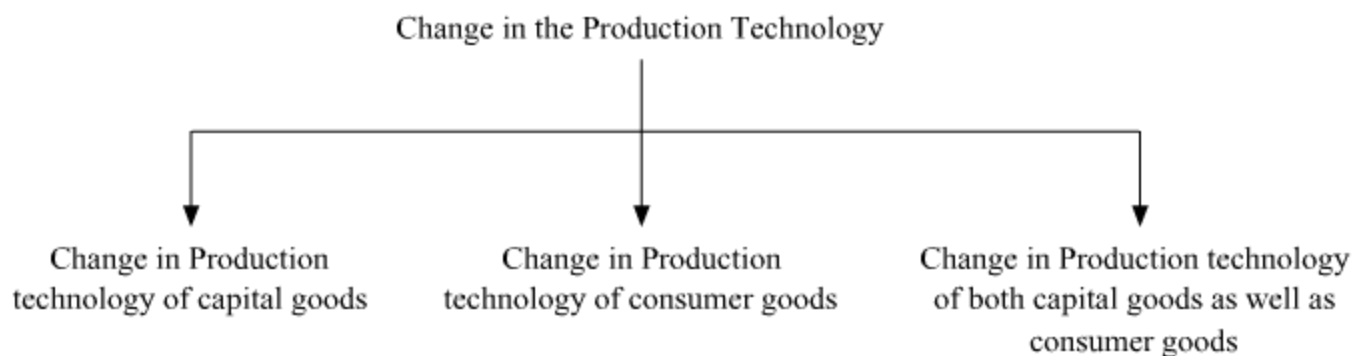 Change in the Production Technology
Change in Production
technology of capital goods
Change in Production
technology of consumer goods
Change in Production technology
of both capital goods as well as
consumer goods